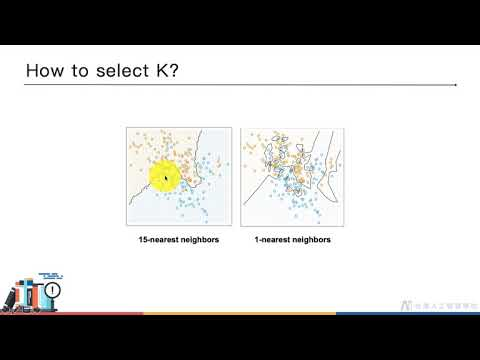 How to select K?
15-nearest neighbors
1-nearest neighbors